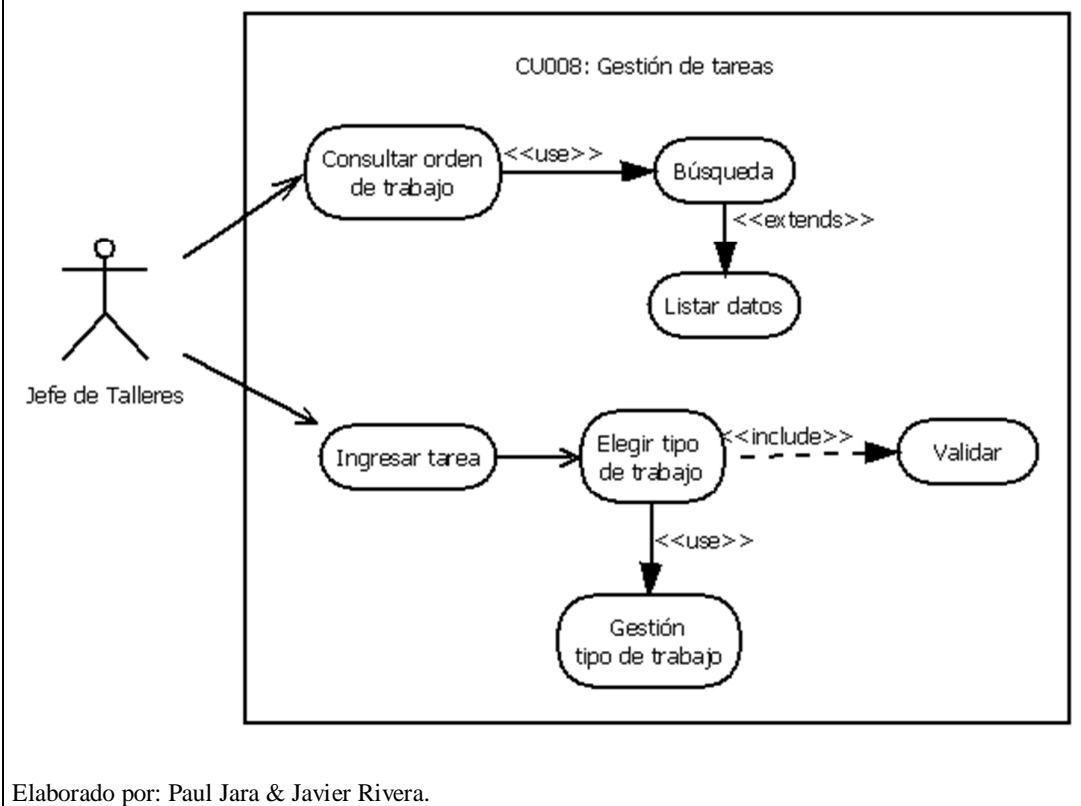 CU008: Gestión de tareas
Consultar orden
de trabajo
<<use>>
Búsqueda
<<extends>>
Listar datos
Jefe de Talleres
Ingresar tarea
Elegir tipo
de trabajo
<<include>>
Validar
<<use>>
Gestión
tipo de trabajo
Elaborado por: Paul Jara & Javier Rivera.